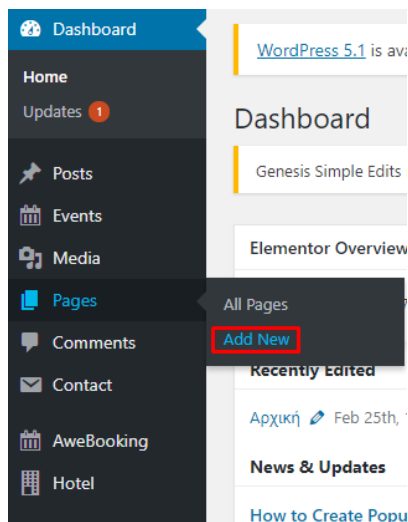 Dashboard
Home
Updates 1
Posts
Events
Media
Pages
Comments
Contact
AweBooking
Hotel
All Pages
Add New
WordPress 5.1 is ava
Dashboard
Genesis Simple Edits
Elementor Overview
Recently Edited
Αρχική Feb 25th,
News & Updates
How to Create Popu